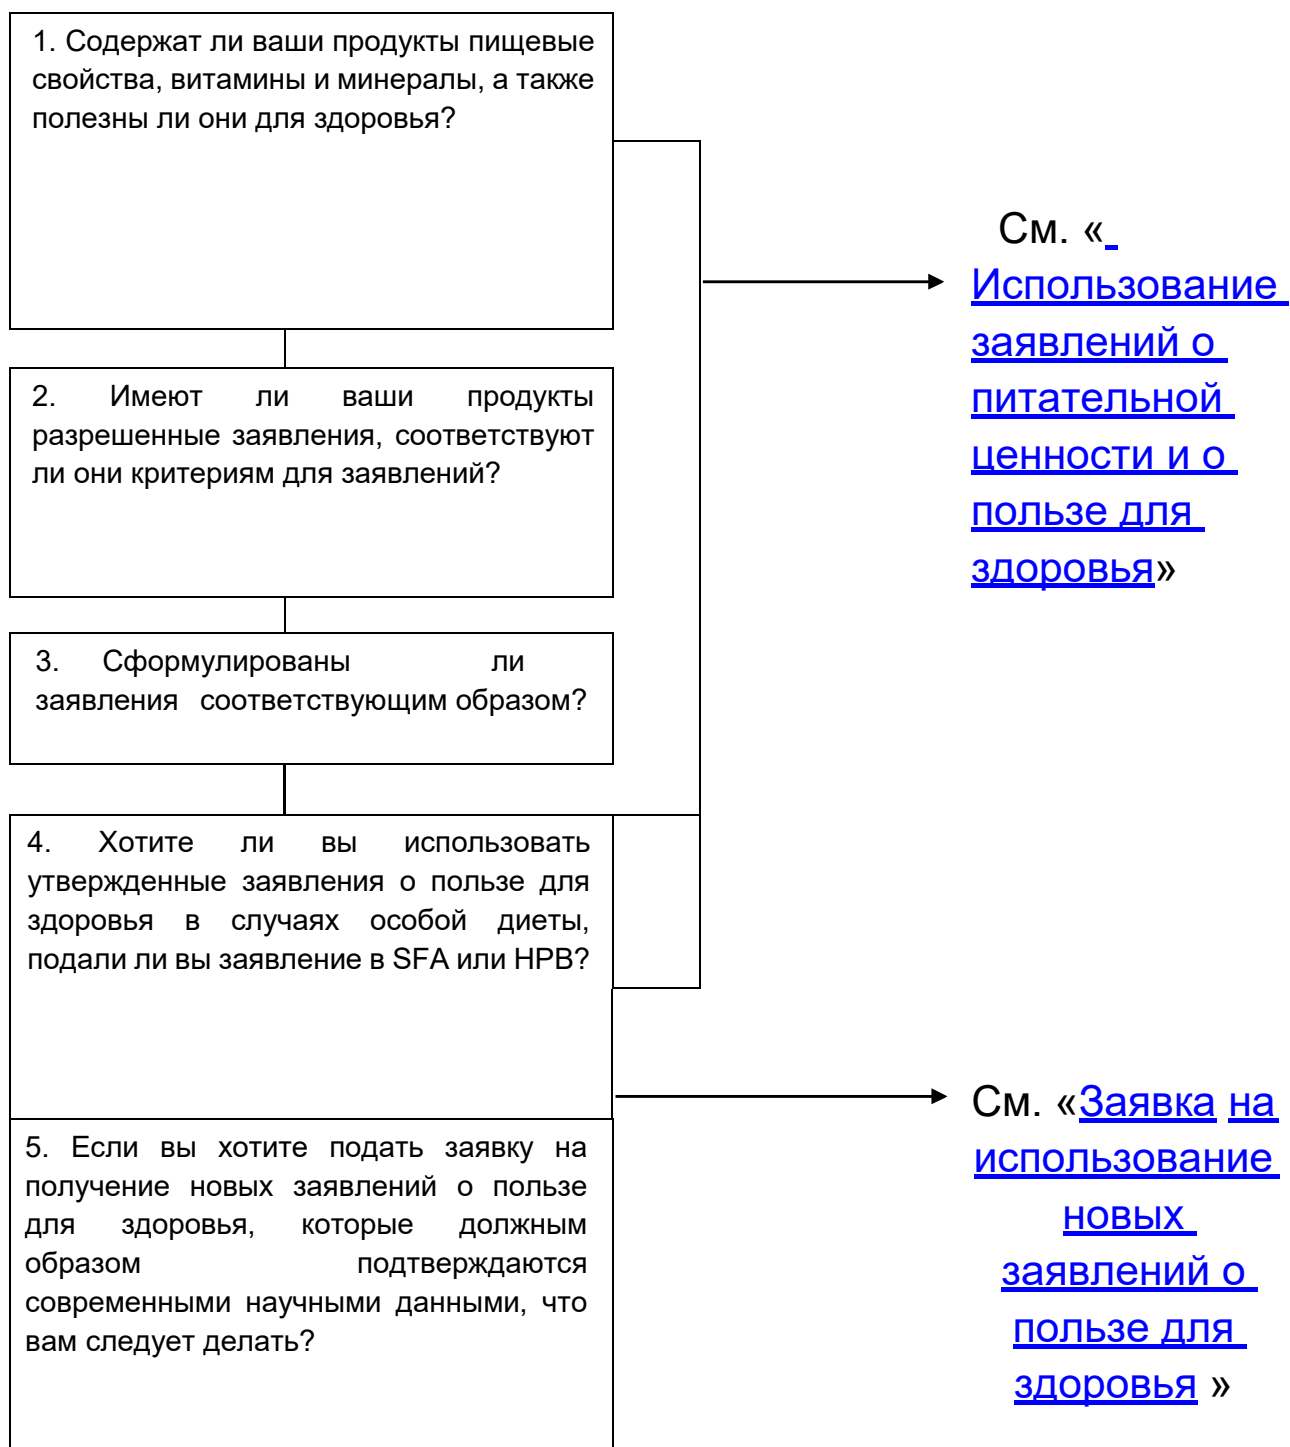 1. Содержат ли ваши продукты пищевые
свойства, витамины и минералы, а также
полезны ли они для здоровья?
См. «
Использование
заявлений о
питательной
ценности и о
пользе для
здоровья»
2. Имеют ли ваши продукты
разрешенные заявления, соответствуют
ли они критериям для заявлений?
3. Сформулированы ли
заявления соответствующим образом?
4. Хотите ли вы использовать
утвержденные заявления о пользе для
здоровья в случаях особой диеты,
подали ли вы заявление в SFA или HPB?
5. Если вы хотите подать заявку на
получение новых заявлений о пользе
для здоровья, которые должным
образом подтверждаются
современными научными данными, что
вам следует делать?
См. «Заявка на
использование
новых
заявлений о
пользе для
здоровья »